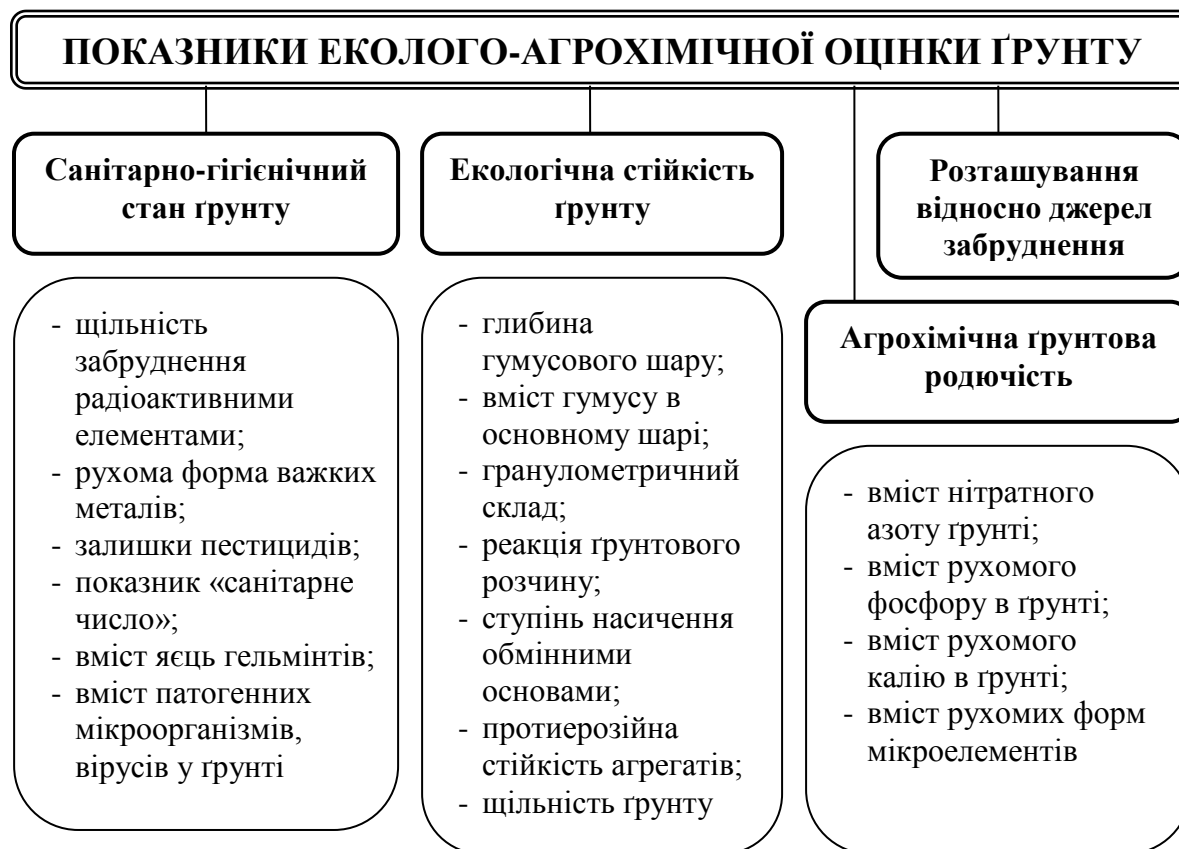 ПОКАЗНИКИ ЕКОЛОГО-АГРОХІМІЧНОЇ ОЦІНКИ ҐРУНТУ
Санітарно-гігієнічний
стан ґрунту
- щільність
забруднення
радіоактивними
елементами;
- рухома форма важких
металів;
- залишки пестицидів;
- показник «санітарне
число»;
- вміст яєць гельмінтів;
- вміст патогенних
мікроорганізмів,
вірусів у ґрунті
Екологічна стійкість
ґрунту
- глибина
гумусового шару;
- вміст гумусу в
основному шарі;
- гранулометричний
склад;
- реакція ґрунтового
розчину;
- ступінь насичення
обмінними
основами;
- протиерозійна
стійкість агрегатів;
- щільність ґрунту
Розташування
відносно джерел
забруднення
Агрохімічна ґрунтова
родючість
- вміст нітратного
азоту ґрунті;
- вміст рухомого
фосфору в ґрунті;
- вміст рухомого
калію в ґрунті;
- вміст рухомих форм
мікроелементів